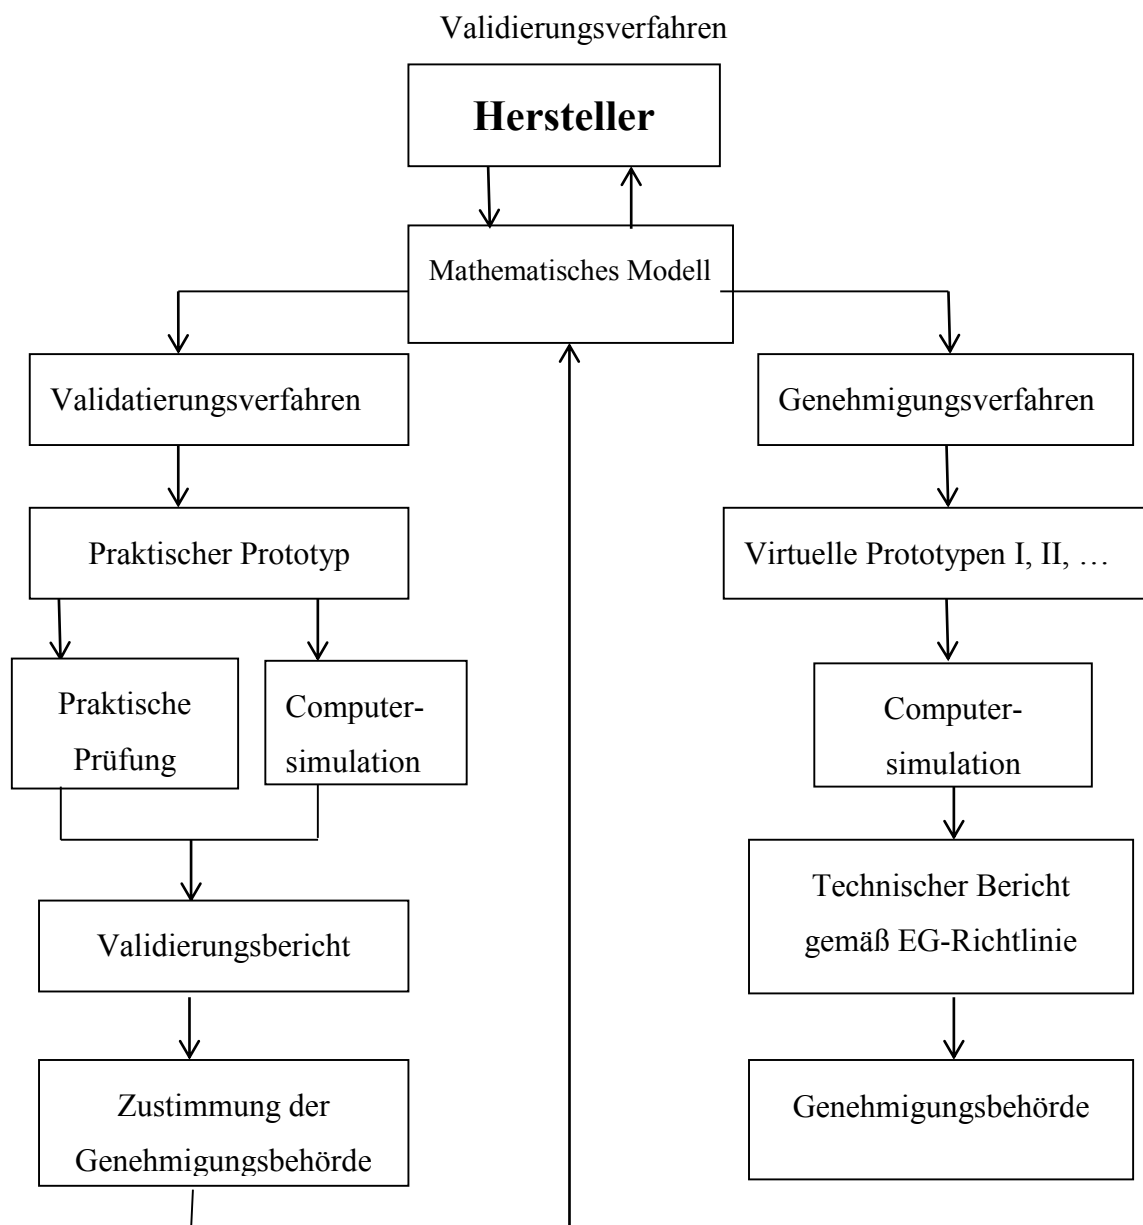 Validierungsverfahren
Hersteller
Mathematisches Modell
Validatierungsverfahren
Genehmigungsverfahren
Praktischer Prototyp
Virtuelle Prototypen I, II, …
Praktische
Prüfung
Computer-
simulation
Computer-
simulation
Technischer Bericht
gemäß EG-Richtlinie
Validierungsbericht
Zustimmung der
Genehmigungsbehörde
Genehmigungsbehörde